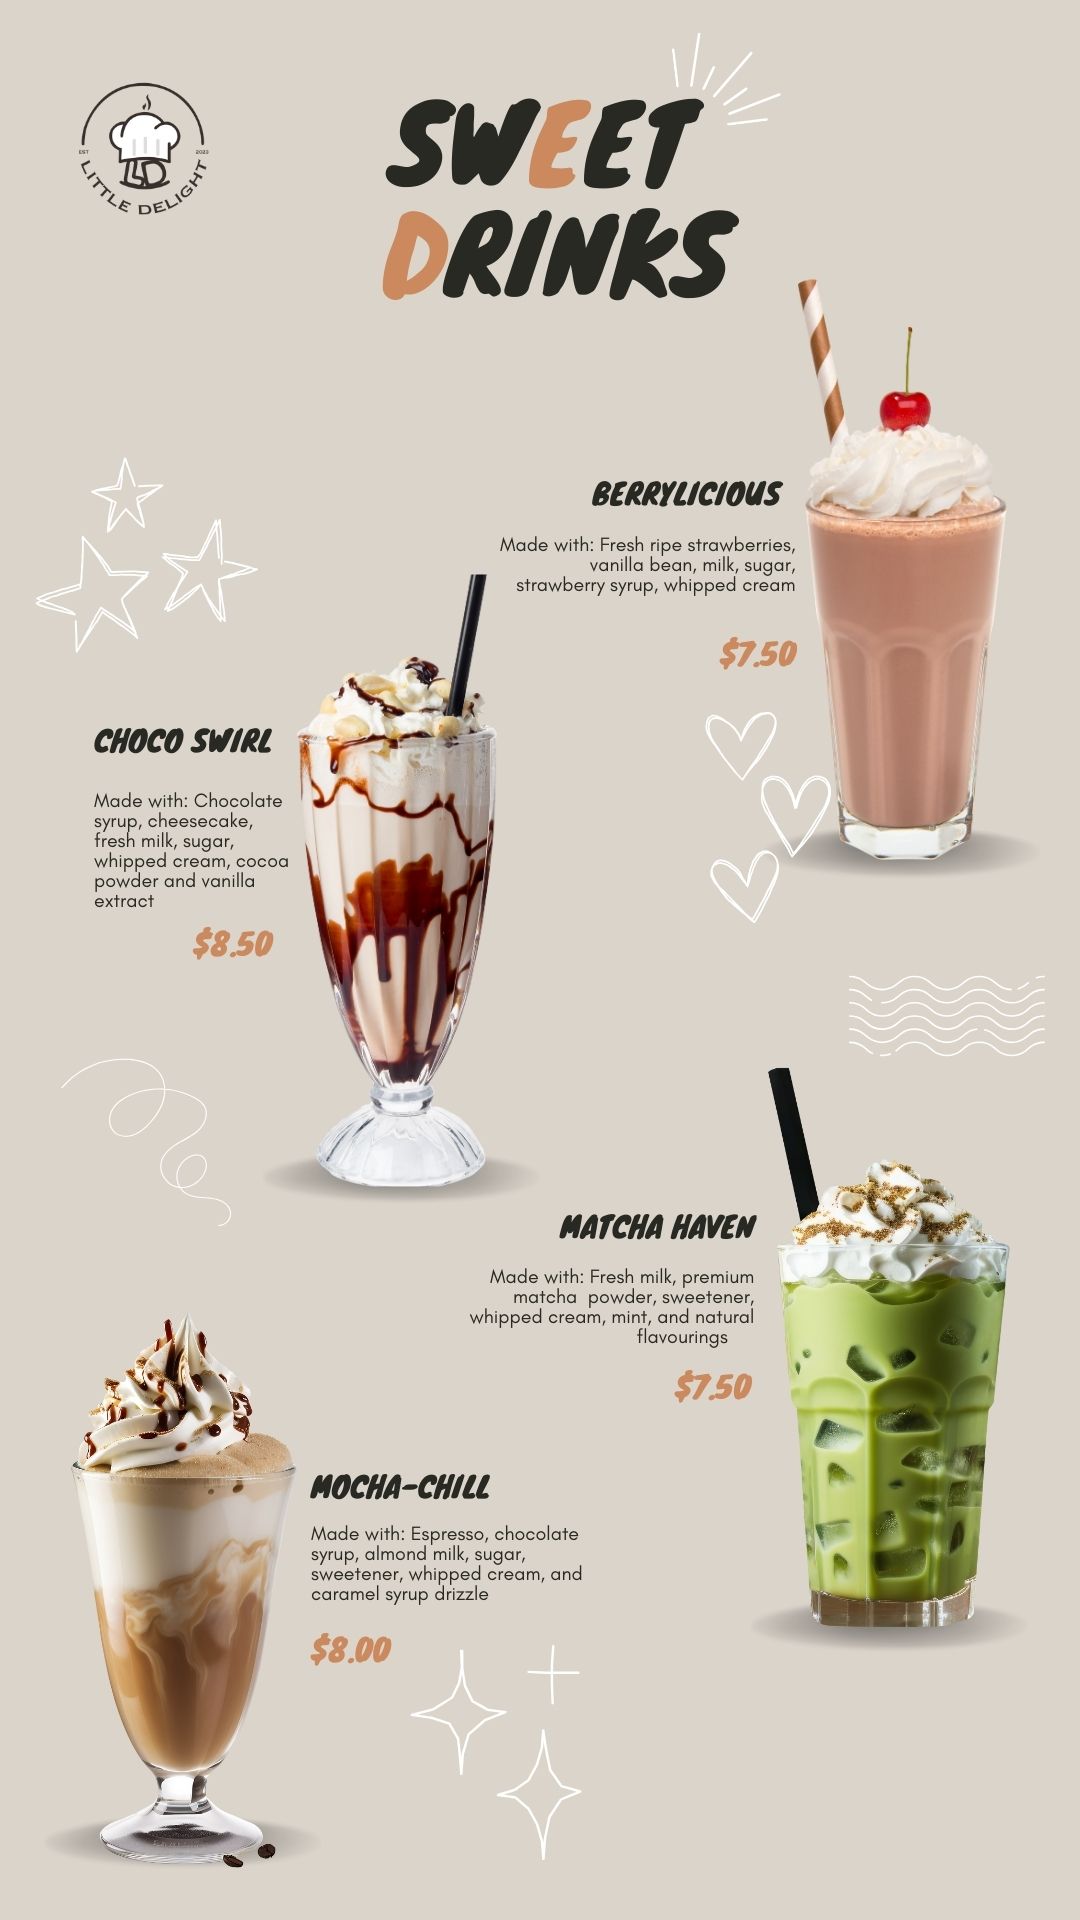 EST
2023
LD
LITTLE DELIGHT
SWEET
DRINKS
BERRYLICIOUS
Made with: Fresh ripe strawberries,
vanilla bean, milk, sugar,
strawberry syrup, whipped cream
$7.50
CHOCO SWIRL
Made with: Chocolate
syrup, cheesecake,
fresh milk, sugar,
whipped cream, cocoa
powder and vanilla
extract
$8.50
MATCHA HAVEN
Made with: Fresh milk, premium
matcha powder, sweetener,
whipped cream, mint, and natural
flavourings
$7.50
MOCHA-CHILL
Made with: Espresso, chocolate
syrup, almond milk, sugar,
sweetener, whipped cream, and
caramel syrup drizzle
$8.00